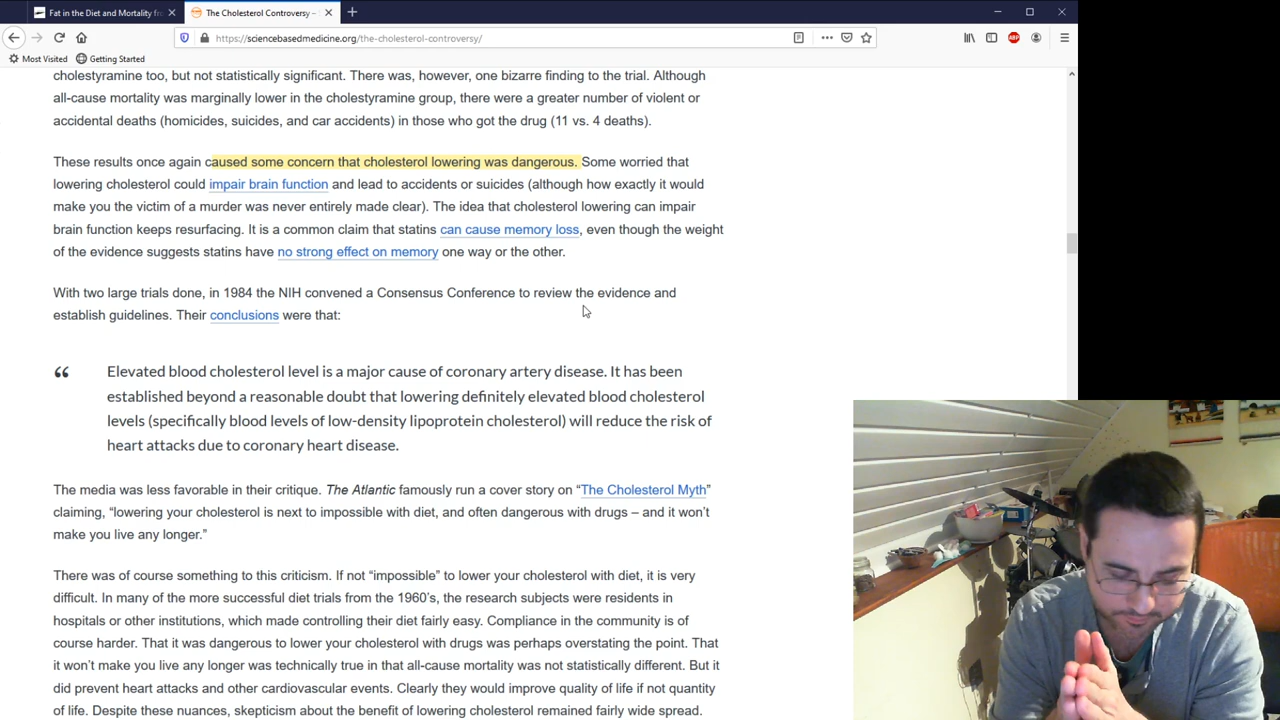 Fat in the Diet and Mortality fr
The Cholesterol Controversy –
https://sciencebasedmedicine.org/the-cholesterol-controversy/
ABP
Most Visited
Getting Started
cholestyramine too, but not statistically significant. There was, however, one bizarre finding to the trial. Although
all-cause mortality was marginally lower in the cholestyramine group, there were a greater number of violent or
accidental deaths (homicides, suicides, and car accidents) in those who got the drug (11 vs. 4 deaths).
These results once again caused some concern that cholesterol lowering was dangerous. Some worried that
lowering cholesterol could impair brain function and lead to accidents or suicides (although how exactly it would
make you the victim of a murder was never entirely made clear). The idea that cholesterol lowering can impair
brain function keeps resurfacing. It is a common claim that statins can cause memory loss, even though the weight
of the evidence suggests statins have no strong effect on memory one way or the other.
With two large trials done, in 1984 the NIH convened a Consensus Conference to review the evidence and
establish guidelines. Their conclusions were that:
“ Elevated blood cholesterol level is a major cause of coronary artery disease. It has been
established beyond a reasonable doubt that lowering definitely elevated blood cholesterol
levels (specifically blood levels of low-density lipoprotein cholesterol) will reduce the risk of
heart attacks due to coronary heart disease.
The media was less favorable in their critique. The Atlantic famously run a cover story on “The Cholesterol Myth”
claiming, “lowering your cholesterol is next to impossible with diet, and often dangerous with drugs – and it won’t
make you live any longer.”
There was of course something to this criticism. If not “impossible” to lower your cholesterol with diet, it is very
difficult. In many of the more successful diet trials from the 1960’s, the research subjects were residents in
hospitals or other institutions, which made controlling their diet fairly easy. Compliance in the community is of
course harder. That it was dangerous to lower your cholesterol with drugs was perhaps overstating the point. That
it won’t make you live any longer was technically true in that all-cause mortality was not statistically different. But it
did prevent heart attacks and other cardiovascular events. Clearly they would improve quality of life if not quantity
of life. Despite these nuances, skepticism about the benefit of lowering cholesterol remained fairly wide spread.